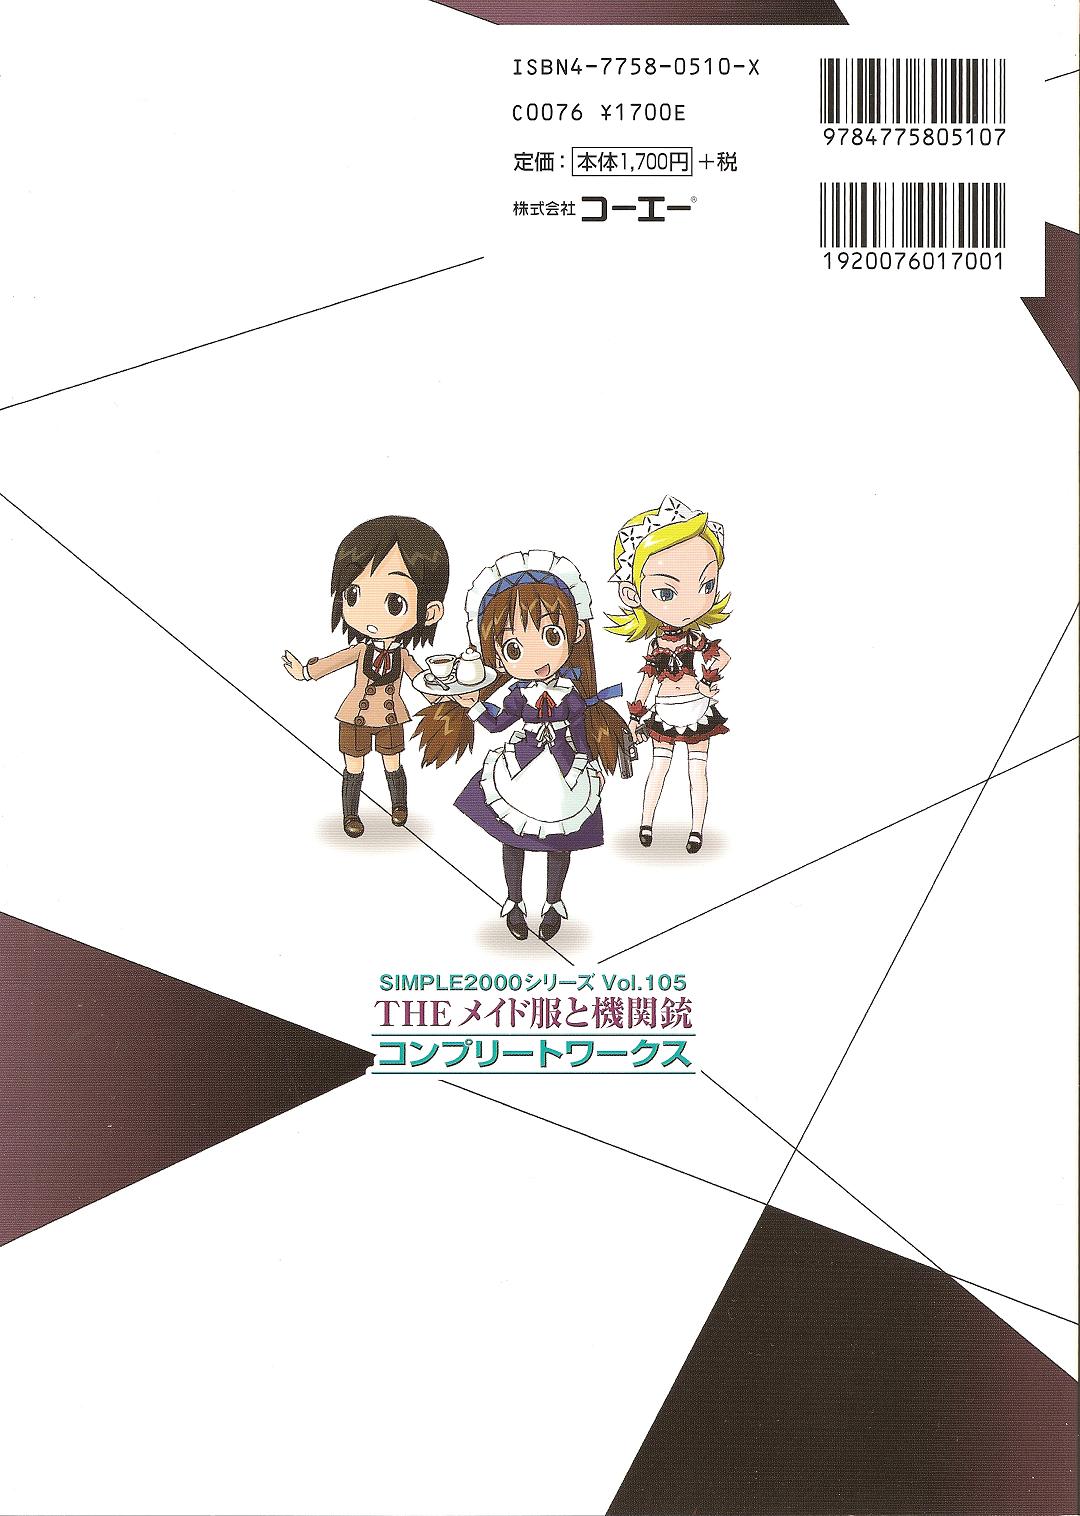 ISBN4-7758-0510-X
C0076 ¥1700E
定価：本体1,700円＋税
株式会社コーエー®
9784775805107
1920076017001
SIMPLE2000シリーズ Vol.105
THE メイド服と機関銃
コンプリートワークス